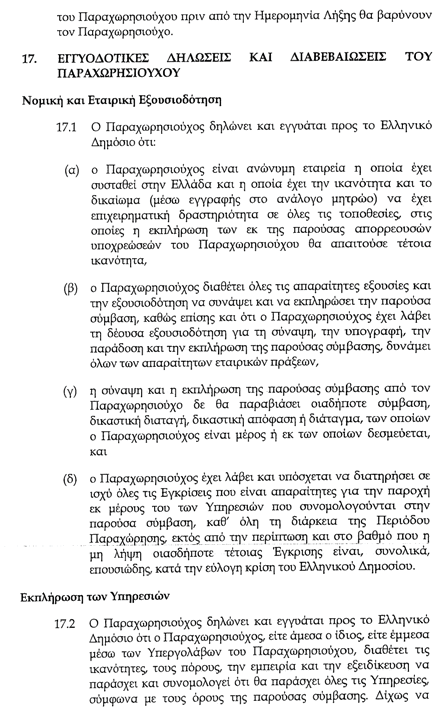 του Παραχωρησιούχου πριν από την Ημερομηνία Λήξης θα βαρύνουν
τον Παραχωρησιούχο.
17. ΕΓΓΥΟΔΟΤΙΚΕΣ ΔΗΛΩΣΕΙΣ ΚΑΙ ΔΙΑΒΕΒΑΙΩΣΕΙΣ ΤΟΥ
ΠΑΡΑΧΩΡΗΣΙΟΥΧΟΥ
Νομική και Εταιρική Εξουσιοδότηση
17.1 Ο Παραχωρησιούχος δηλώνει και εγγυάται προς το Ελληνικό
Δημόσιο ότι:
(α) ο Παραχωρησιούχος είναι ανώνυμη εταιρεία η οποία έχει
συσταθεί στην Ελλάδα και η οποία έχει την ικανότητα και το
δικαίωμα (μέσω εγγραφής στο ανάλογο μητρώο) να έχει
επιχειρηματική δραστηριότητα σε όλες τις τοποθεσίες, στις
οποίες η εκπλήρωση των εκ της παρούσας απορρεουσών
υποχρεώσεών του Παραχωρησιούχου θα απαιτούσε τέτοια
ικανότητα,
(β) ο Παραχωρησιούχος διαθέτει όλες τις απαραίτητες εξουσίες και
την εξουσιοδότηση να συνάψει και να εκπληρώσει την παρούσα
σύμβαση, καθώς επίσης και ότι ο Παραχωρησιούχος έχει λάβει
τη δέουσα εξουσιοδότηση για τη σύναψη, την υπογραφή, την
παράδοση και την εκπλήρωση της παρούσας σύμβασης, δυνάμει
όλων των απαραίτητων εταιρικών πράξεων,
(γ) η σύναψη και η εκπλήρωση της παρούσας σύμβασης από τον
Παραχωρησιούχο δε θα παραβιάσει οιαδήποτε σύμβαση,
δικαστική διαταγή, δικαστική απόφαση ή διάταγμα, των οποίων
ο Παραχωρησιούχος είναι μέρος ή εκ των οποίων δεσμεύεται,
και
(δ) ο Παραχωρησιούχος έχει λάβει και υπόσχεται να διατηρήσει σε
ισχύ όλες τις Εγκρίσεις που είναι απαραίτητες για την παροχή
εκ μέρους του των Υπηρεσιών που συνομολογούνται στην
παρούσα σύμβαση, καθ' όλη τη διάρκεια της Περιόδου
Παραχώρησης, εκτός από την περίπτωση και στο βαθμό που η
μη λήψη οιασδήποτε τέτοιας Έγκρισης είναι, συνολικά,
επουσιώδης, κατά την εύλογη κρίση του Ελληνικού Δημοσίου.
Εκπλήρωση των Υπηρεσιών
17.2 Ο Παραχωρησιούχος δηλώνει και εγγυάται προς το Ελληνικό
Δημόσιο ότι ο Παραχωρησιούχος, είτε άμεσα ο ίδιος, είτε έμμεσα
μέσω των Υπεργολάβων του Παραχωρησιούχου, διαθέτει τις
ικανότητες, τους πόρους, την εμπειρία και την εξειδίκευση να
παράσχει και συνομολογεί ότι θα παράσχει όλες τις Υπηρεσίες,
σύμφωνα με τους όρους της παρούσας σύμβασης. Δίχως να